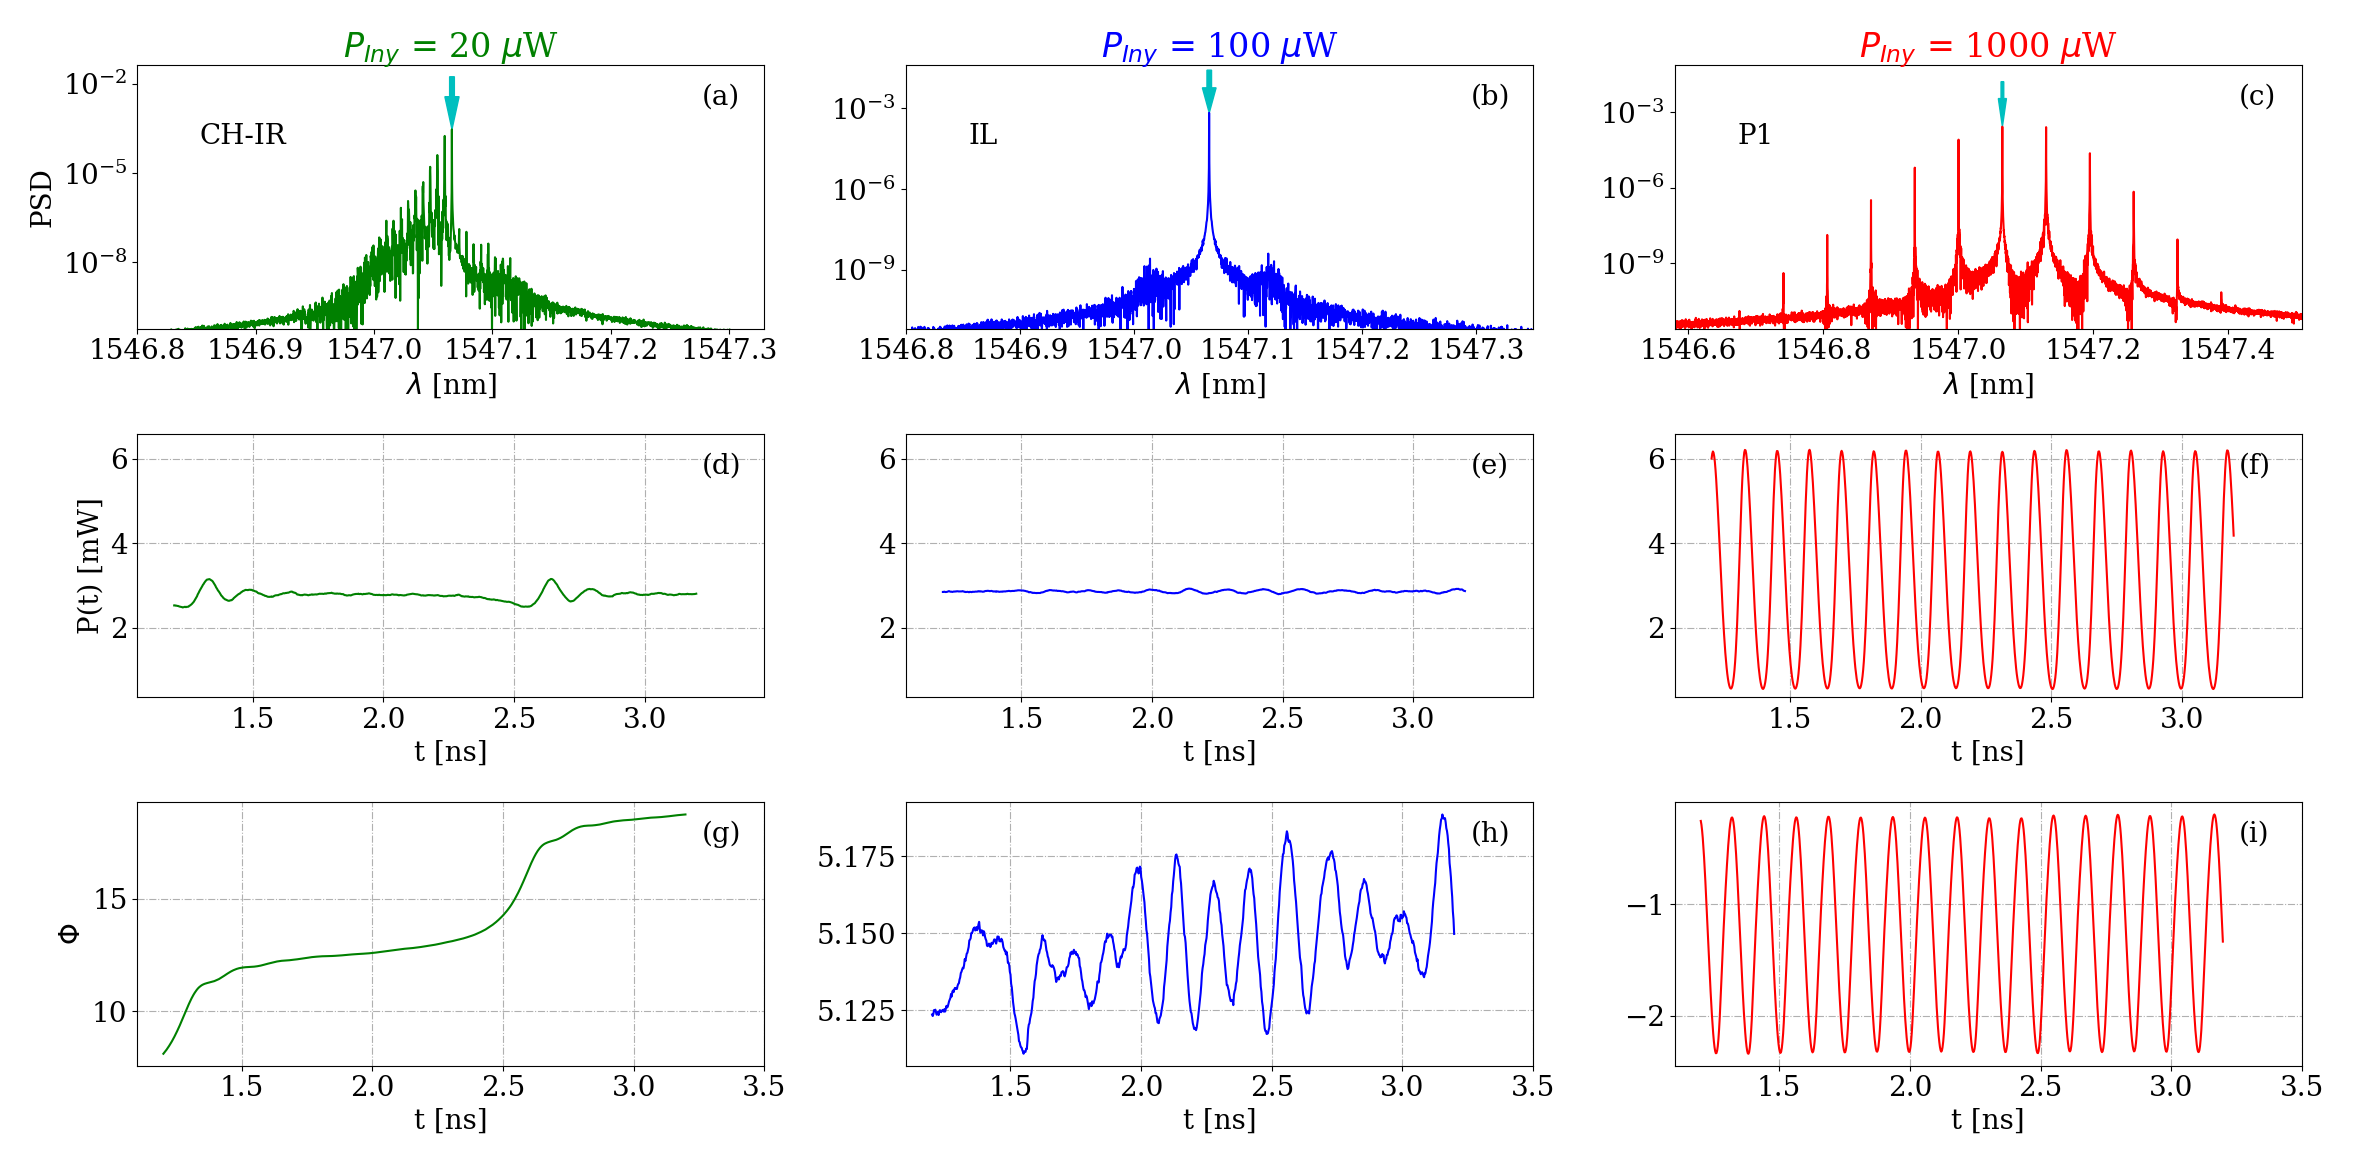 P_Iny = 20 μW
P_Iny = 100 μW
P_Iny = 1000 μW
(a)
CH-IR
PSD
10⁻²
10⁻⁵
10⁻⁸
1546.8 1546.9 1547.0 1547.1 1547.2 1547.3
λ [nm]
(b)
IL
10⁻³
10⁻⁶
10⁻⁹
1546.8 1546.9 1547.0 1547.1 1547.2 1547.3
λ [nm]
(c)
P1
10⁻³
10⁻⁶
10⁻⁹
1546.6 1546.8 1547.0 1547.2 1547.4
λ [nm]
(d)
P(t) [mW]
6
4
2
1.5 2.0 2.5 3.0
t [ns]
(e)
6
4
2
1.5 2.0 2.5 3.0
t [ns]
(f)
6
4
2
1.5 2.0 2.5 3.0
t [ns]
(g)
Φ
15
10
1.5 2.0 2.5 3.0 3.5
t [ns]
(h)
5.175
5.150
5.125
1.5 2.0 2.5 3.0 3.5
t [ns]
(i)
−1
−2
1.5 2.0 2.5 3.0 3.5
t [ns]